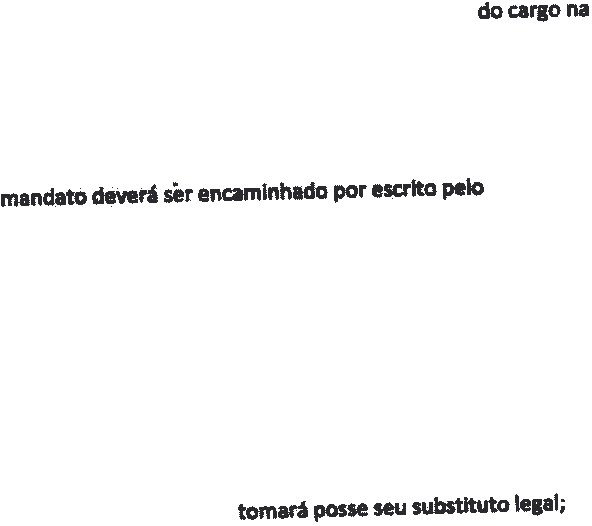 do cargo na
mandato deverá ser encaminhado por escrito pelo
tomará posse seu substituto legal;